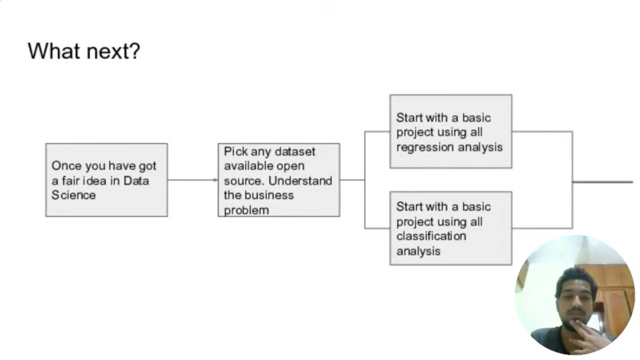 What next?
Once you have got
a fair idea in Data
Science
Pick any dataset
available open
source. Understand
the business
problem
Start with a basic
project using all
regression analysis
Start with a basic
project using all
classification
analysis